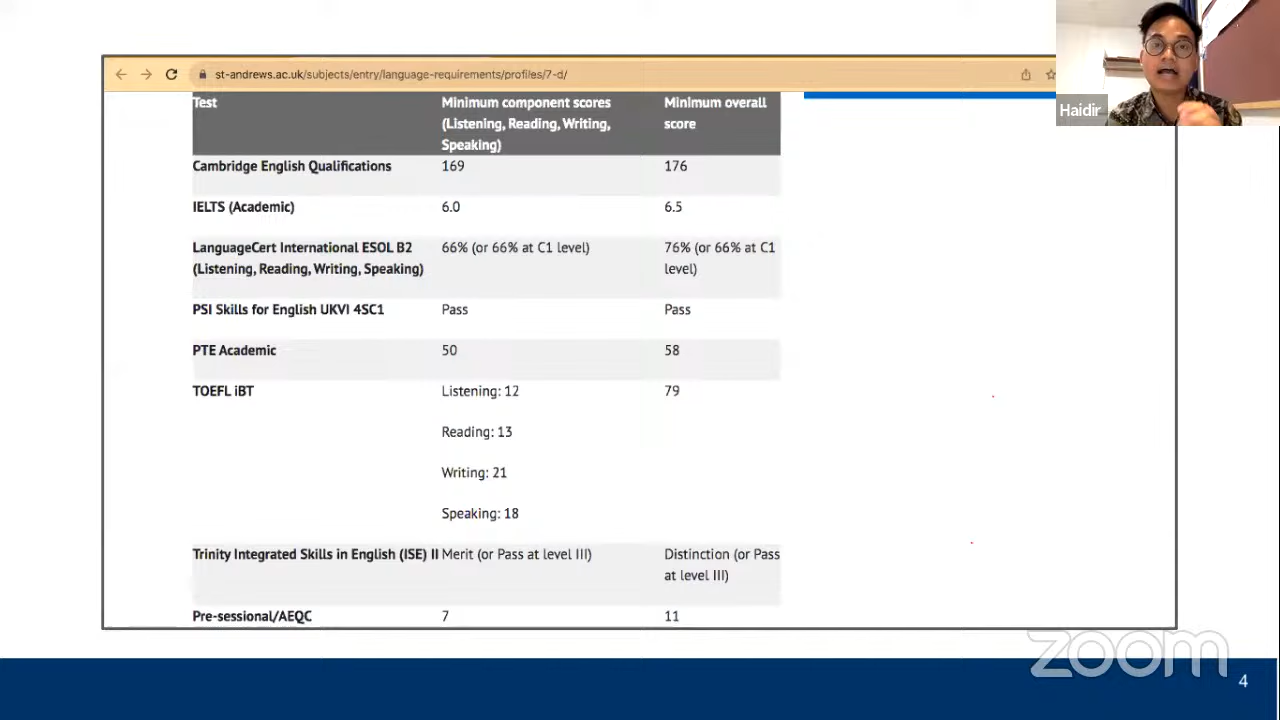 st-andrews.ac.uk/subjects/entry/language-requirements/profiles/7-d/
Haidir
Test Minimum component scores Minimum overall
(Listening, Reading, Writing, score
Speaking)
Cambridge English Qualifications 169 176
IELTS (Academic) 6.0 6.5
LanguageCert International ESOL B2 66% (or 66% at C1 level) 76% (or 66% at C1
(Listening, Reading, Writing, Speaking) level)
PSI Skills for English UKVI 4SC1 Pass Pass
PTE Academic 50 58
TOEFL iBT Listening: 12 79
Reading: 13
Writing: 21
Speaking: 18
Trinity Integrated Skills in English (ISE) II Merit (or Pass at level III) Distinction (or Pass
at level III)
Pre-sessional/AEQC 7 11
zoom
4